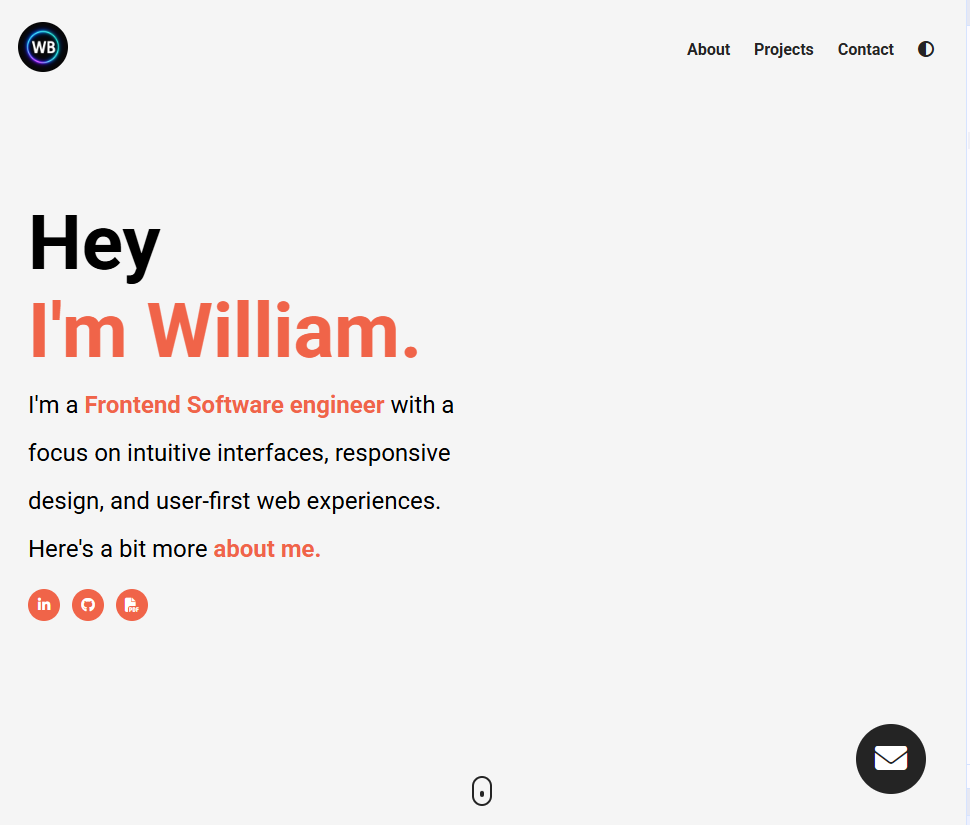 WB
About Projects Contact
Hey
I'm William.
I'm a Frontend Software engineer with a
focus on intuitive interfaces, responsive
design, and user-first web experiences.
Here's a bit more about me.
in
PDF